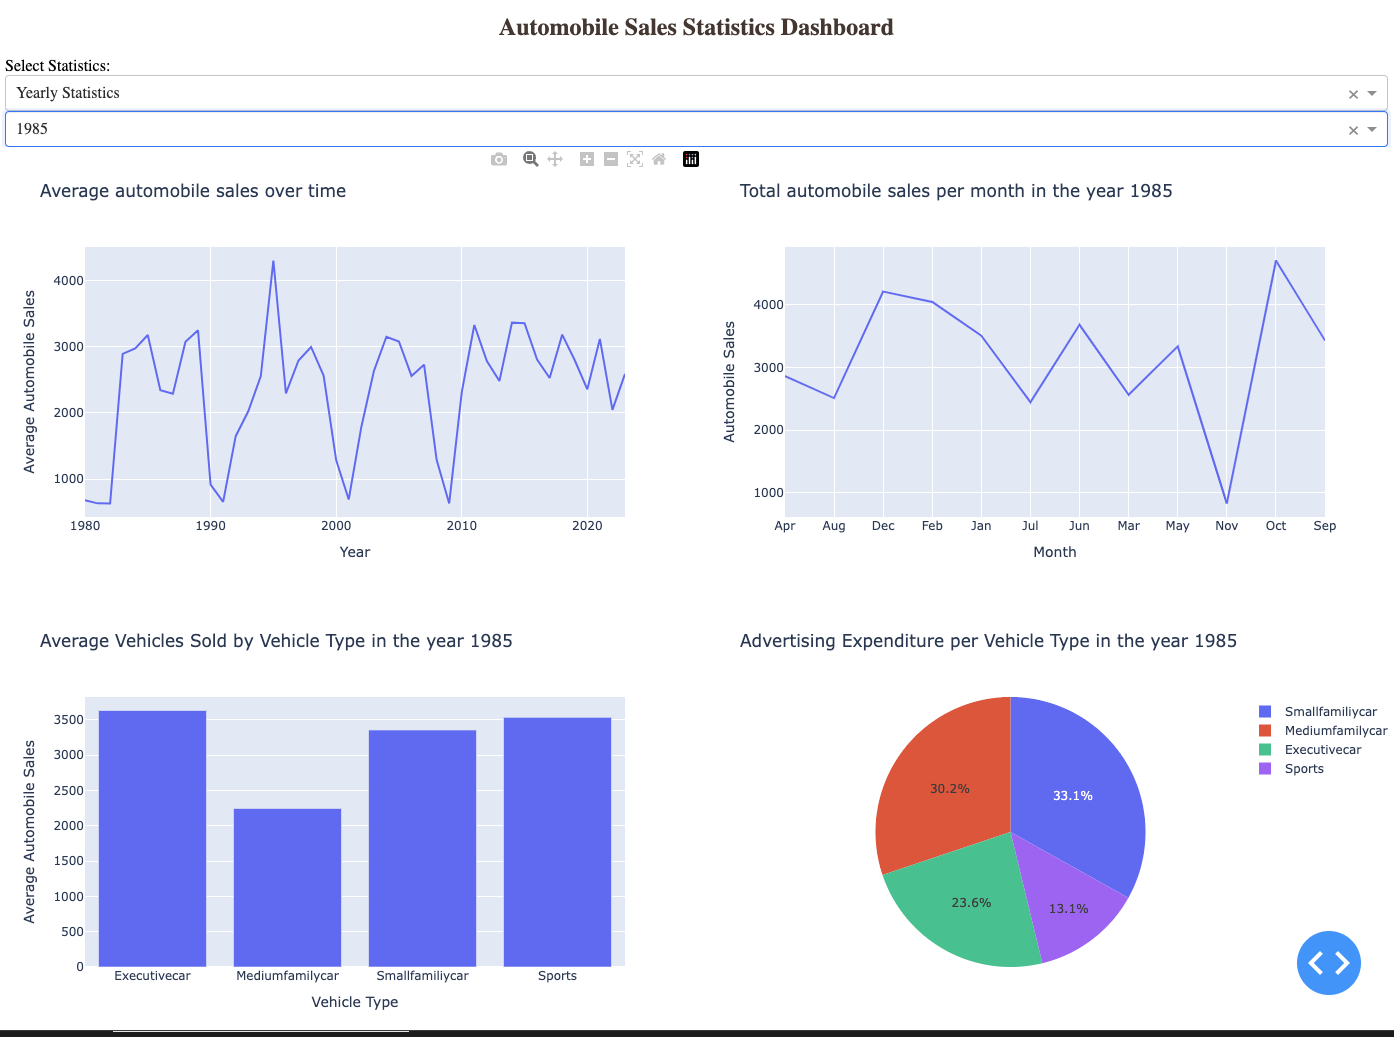 Automobile Sales Statistics Dashboard
Select Statistics:
Yearly Statistics
1985
Average automobile sales over time
4000
3000
2000
1000
Average Automobile Sales
1980 1990 2000 2010 2020
Year
Total automobile sales per month in the year 1985
4000
3000
2000
1000
Automobile Sales
Apr Aug Dec Feb Jan Jul Jun Mar May Nov Oct Sep
Month
Average Vehicles Sold by Vehicle Type in the year 1985
3500
3000
2500
2000
1500
1000
500
0
Average Automobile Sales
Executivecar Mediumfamilycar Smallfamiliycar Sports
Vehicle Type
Advertising Expenditure per Vehicle Type in the year 1985
30.2%
33.1%
23.6%
13.1%
Smallfamiliycar
Mediumfamilycar
Executivecar
Sports